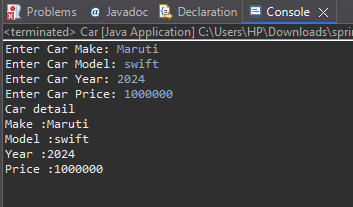 Problems @ Javadoc Declaration Console ×
<terminated> Car [Java Application] C:\Users\HP\Downloads\sprin
Enter Car Make: Maruti
Enter Car Model: swift
Enter Car Year: 2024
Enter Car Price: 1000000
Car detail
Make :Maruti
Model :swift
Year :2024
Price :1000000